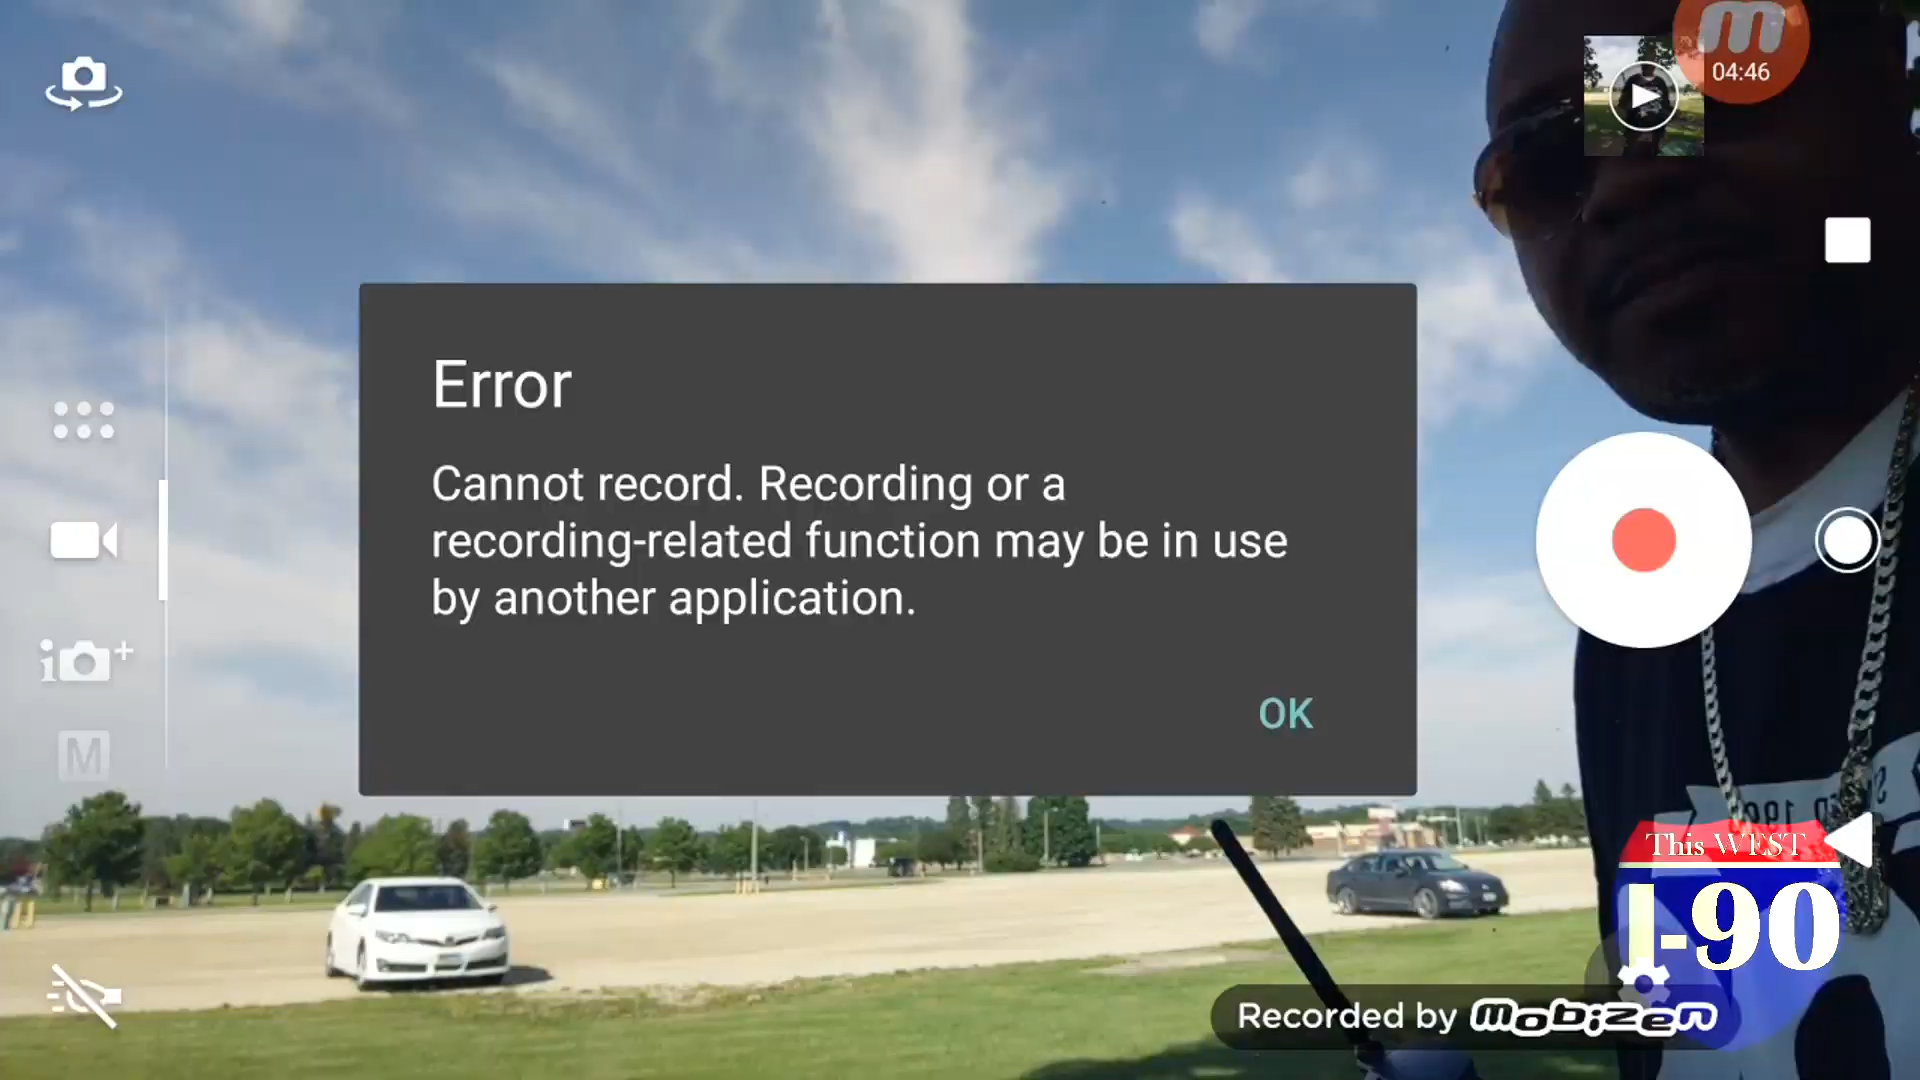 04:46
Error
Cannot record. Recording or a
recording-related function may be in use
by another application.
OK
M
This WEST
I-90
Recorded by mobizen